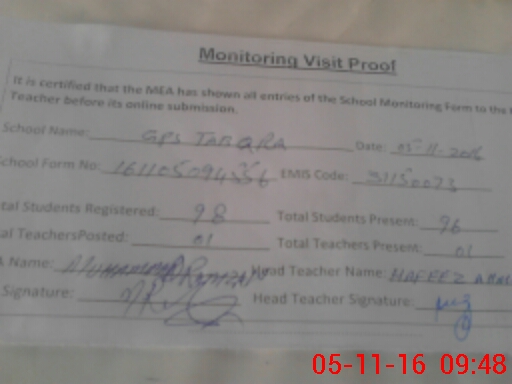 Monitoring Visit Proof
It is certified that the MEA has shown all entries of the School Monitoring Form to the
Teacher before its online submission.
School Name: GPS Date: 05-11-2016
School Form No: EMIS Code: 31150073
tal Students Registered: 98 Total Students Present: 96
al TeachersPosted: 01 Total Teachers Present: 01
A Name: Muhammad Head Teacher Name: HAFEEZ
Signature: Head Teacher Signature:
05-11-16 09:48